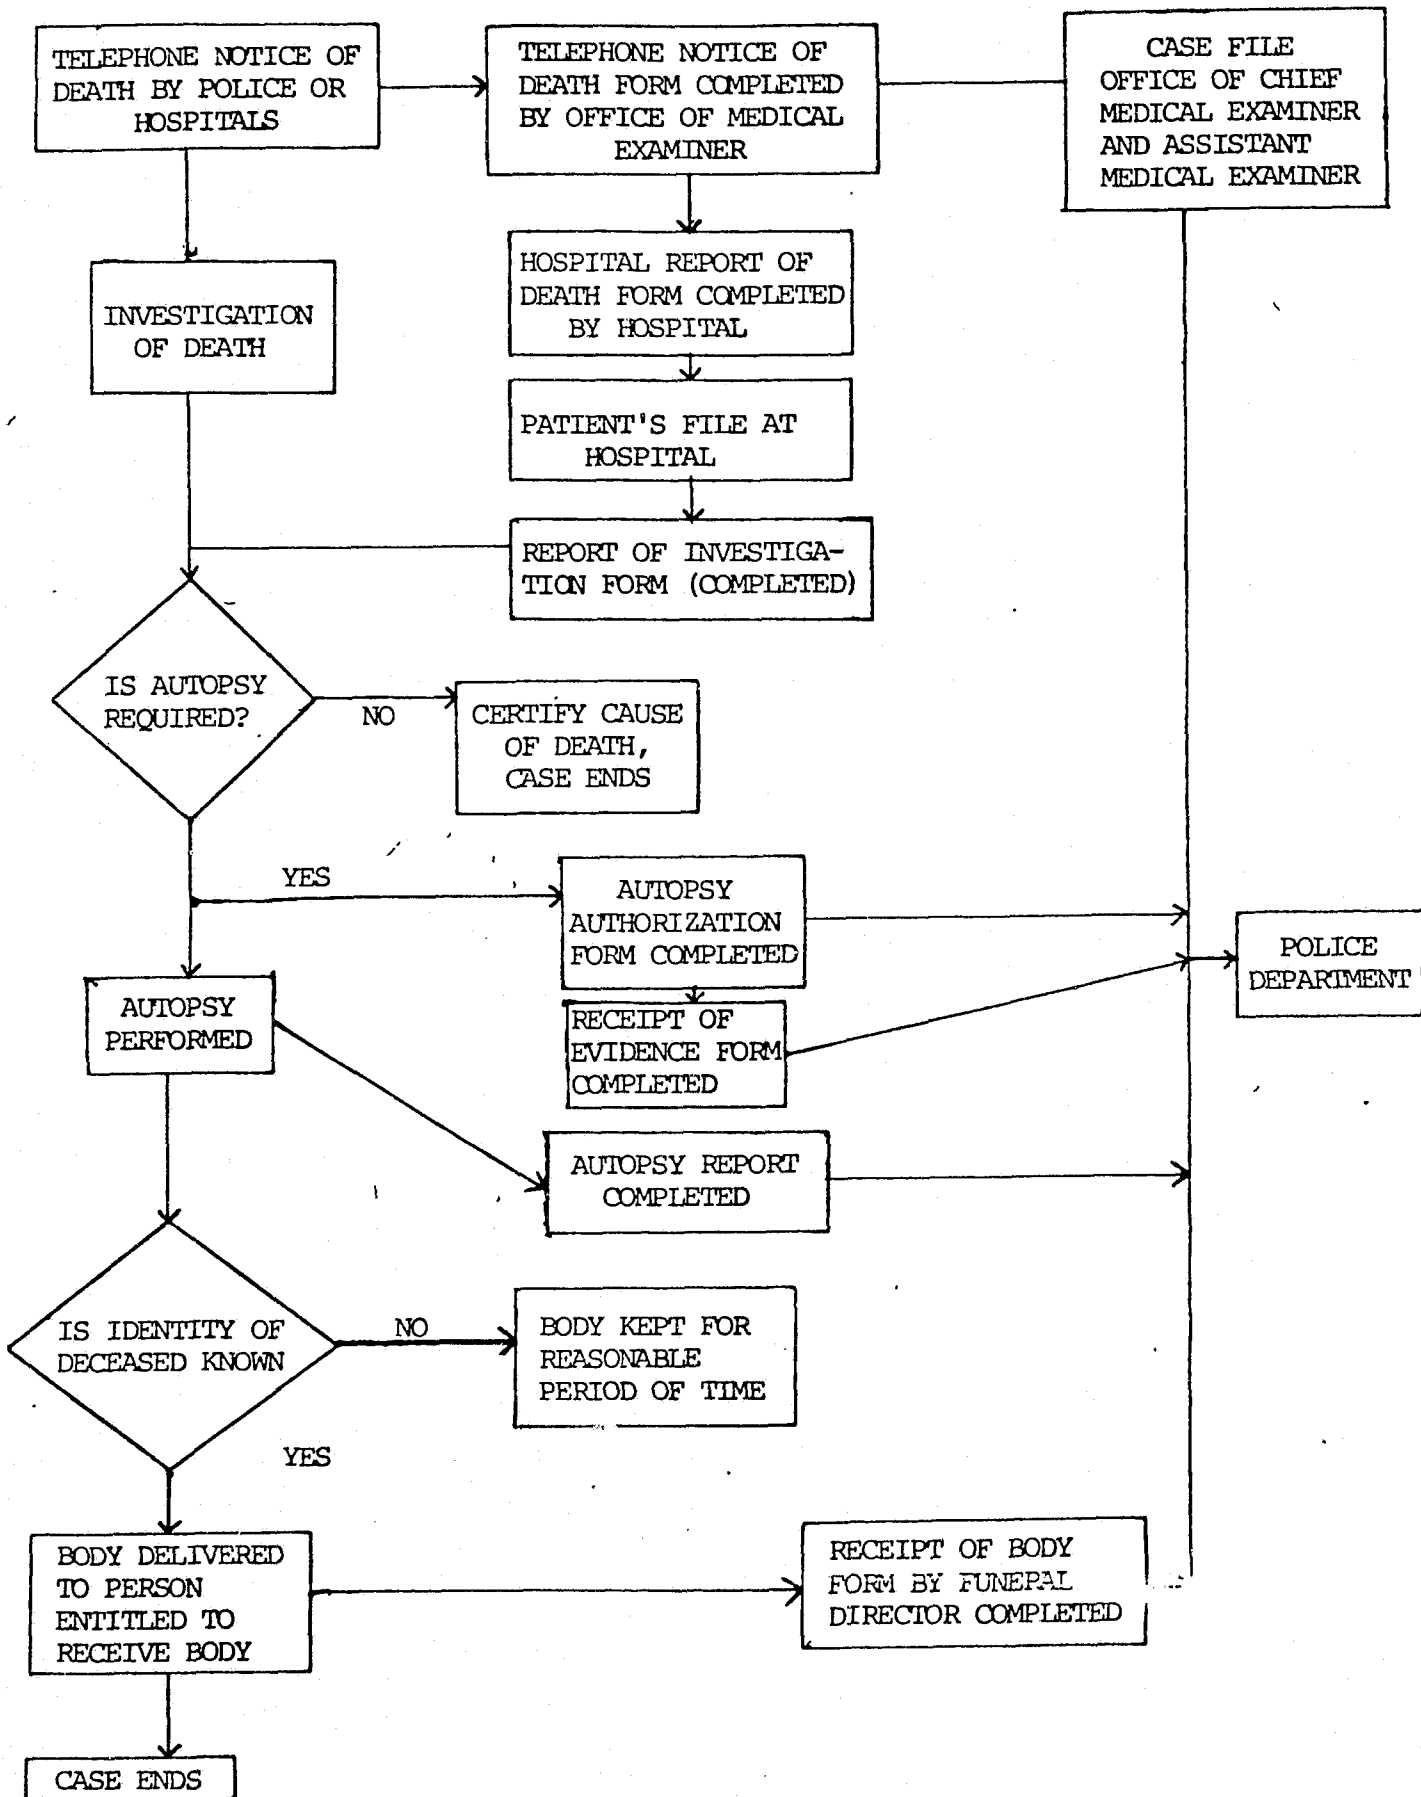 TELEPHONE NOTICE OF
DEATH BY POLICE OR
HOSPITALS
TELEPHONE NOTICE OF
DEATH FORM COMPLETED
BY OFFICE OF MEDICAL
EXAMINER
CASE FILE
OFFICE OF CHIEF
MEDICAL EXAMINER
AND ASSISTANT
MEDICAL EXAMINER
HOSPITAL REPORT OF
DEATH FORM COMPLETED
BY HOSPITAL
INVESTIGATION
OF DEATH
PATIENT'S FILE AT
HOSPITAL
REPORT OF INVESTIGA-
TION FORM (COMPLETED)
IS AUTOPSY
REQUIRED?
NO
CERTIFY CAUSE
OF DEATH,
CASE ENDS
YES
AUTOPSY
AUTHORIZATION
FORM COMPLETED
POLICE
DEPARTMENT
AUTOPSY
PERFORMED
RECEIPT OF
EVIDENCE FORM
COMPLETED
AUTOPSY REPORT
COMPLETED
IS IDENTITY OF
DECEASED KNOWN
NO
BODY KEPT FOR
REASONABLE
PERIOD OF TIME
YES
BODY DELIVERED
TO PERSON
ENTITLED TO
RECEIVE BODY
RECEIPT OF BODY
FORM BY FUNEPAL
DIRECTOR COMPLETED
CASE ENDS